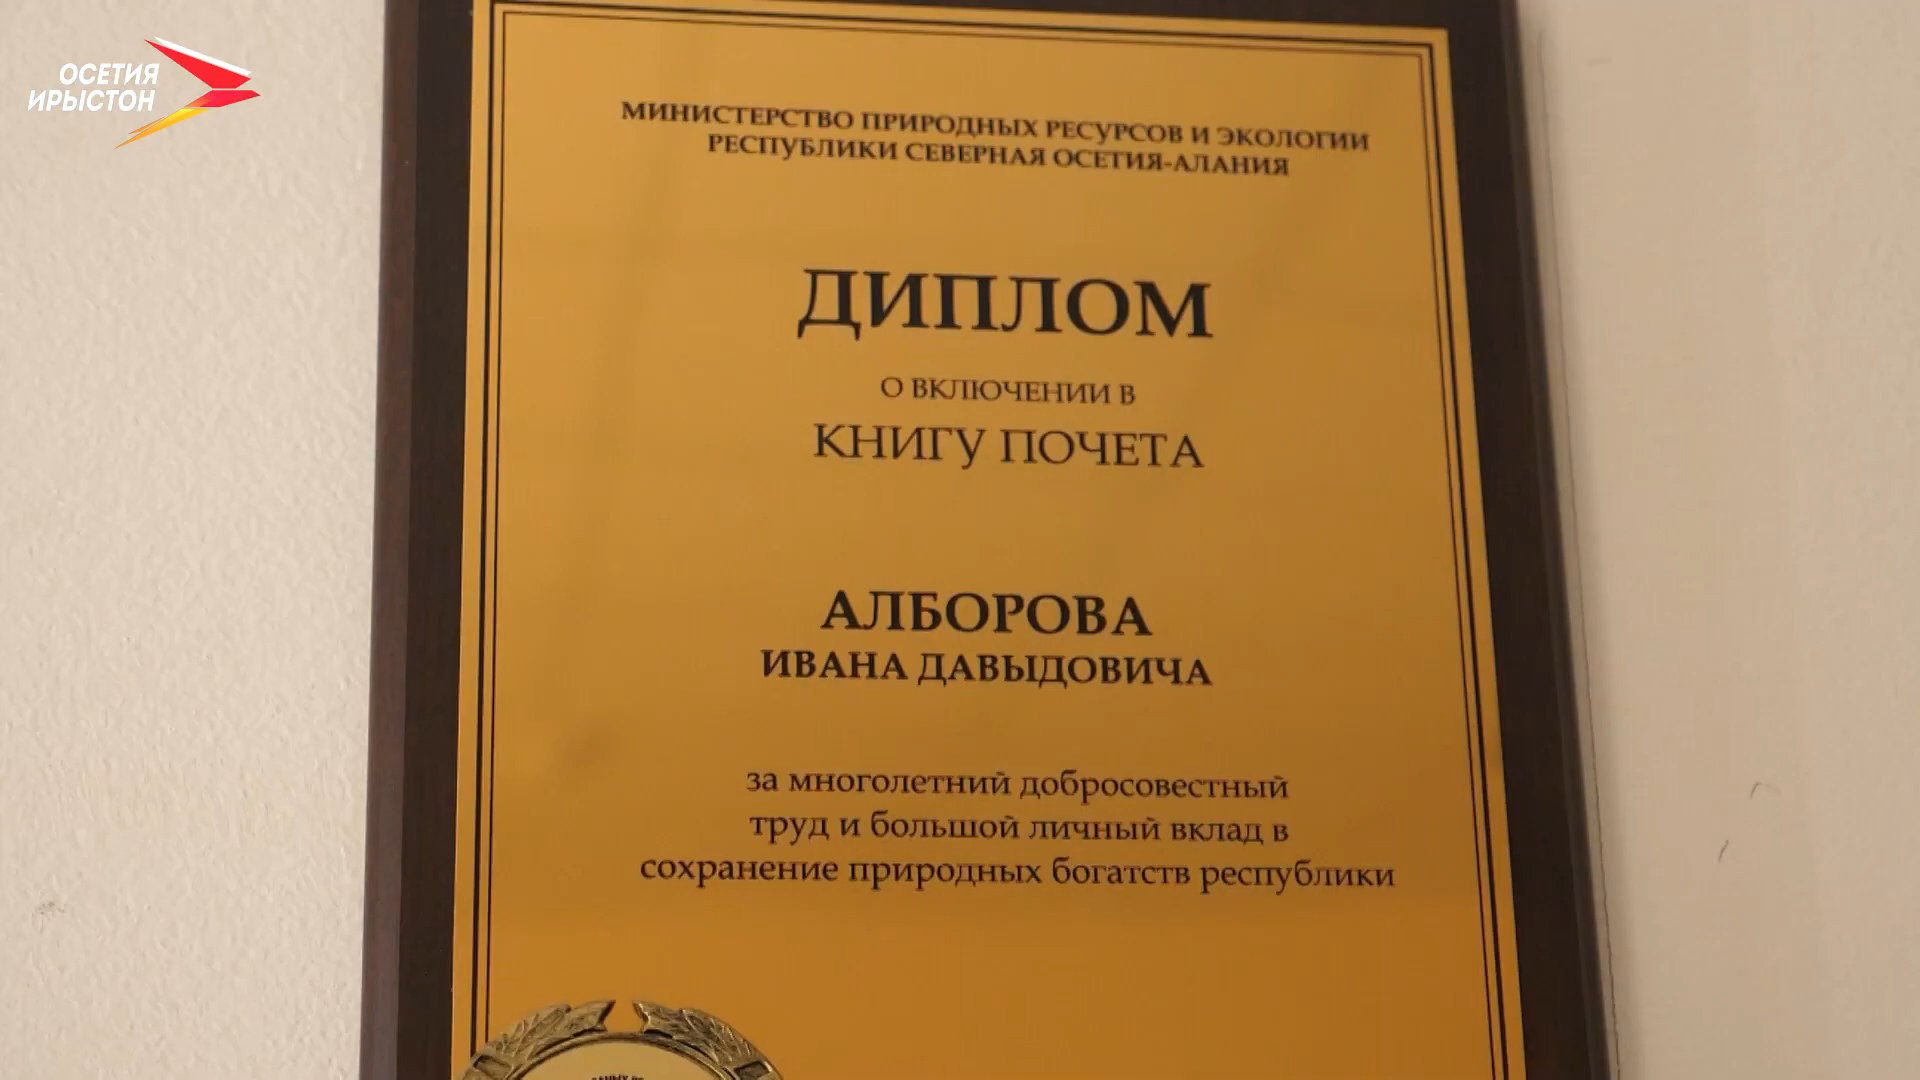 ОСЕТИЯ
ИРЫСТОН
МИНИСТЕРСТВО ПРИРОДНЫХ РЕСУРСОВ И ЭКОЛОГИИ
РЕСПУБЛИКИ СЕВЕРНАЯ ОСЕТИЯ-АЛАНИЯ
ДИПЛОМ
О ВКЛЮЧЕНИИ В
КНИГУ ПОЧЕТА
АЛБОРОВА
ИВАНА ДАВЫДОВИЧА
за многолетний добросовестный
труд и большой личный вклад в
сохранение природных богатств республики